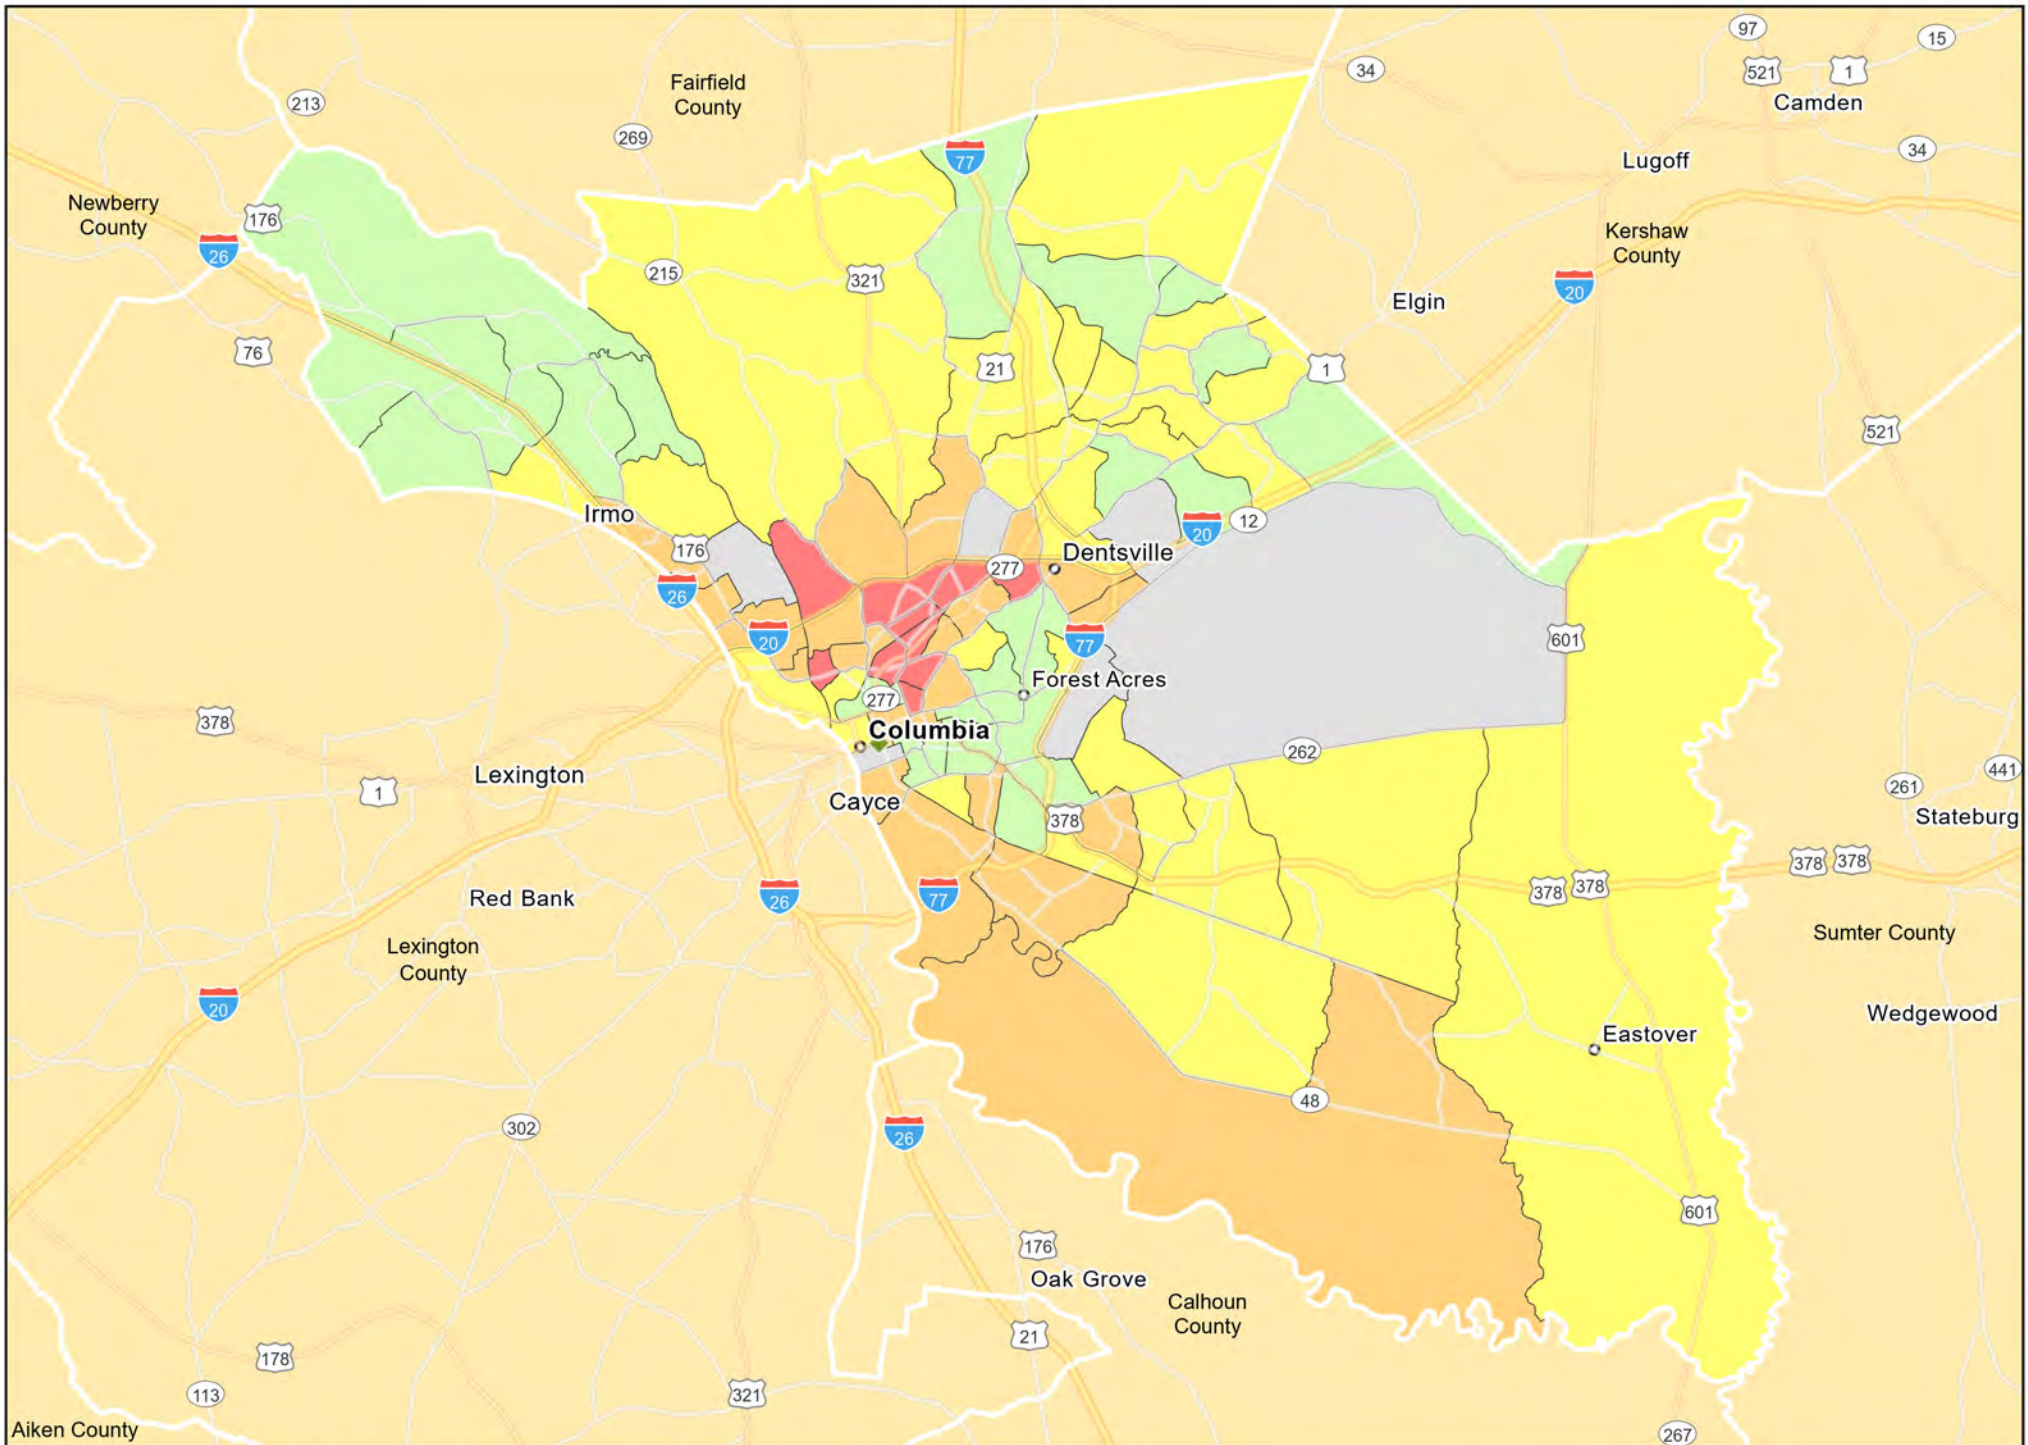 97
15
34
521
1
Camden
Fairfield
County
213
269
34
77
Lugoff
Newberry
County
176
26
Kershaw
County
215
321
20
Elgin
76
21
1
521
Irmo
12
20
176
Dentsville
277
26
20
77
601
Forest Acres
277
378
Columbia
262
Lexington
441
1
261
Cayce
378
Stateburg
378
378
378
378
Red Bank
26
77
Lexington
County
Sumter County
20
Wedgewood
Eastover
48
302
26
601
176
Oak Grove
Calhoun
County
21
178
113
321
Aiken County
267